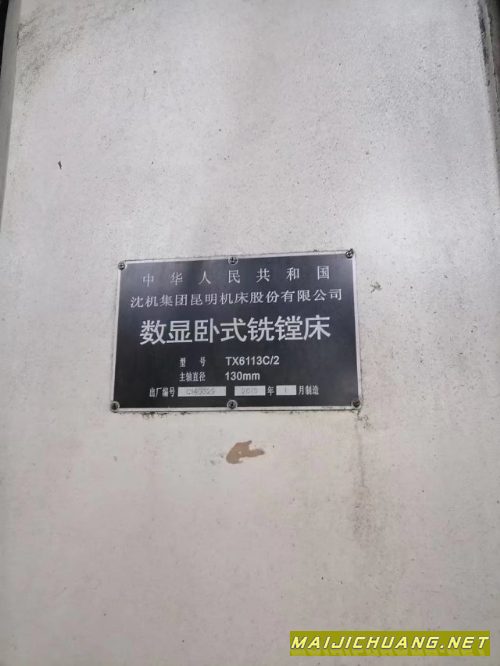 中华人民共和国
沈机集团昆明机床股份有限公司
数显卧式铣镗床
型号 TX6113C/2
主轴直径 130mm
出厂编号 年 1 月制造
MAIJICHUANG.NET